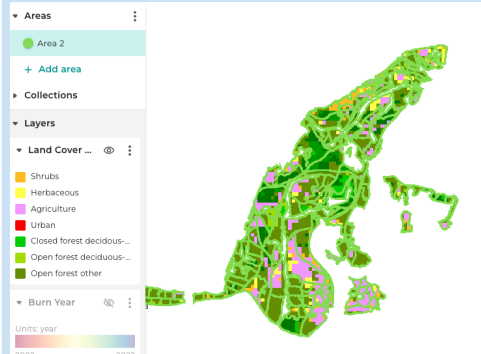 Areas
Area 2
+ Add area
Collections
Layers
Land Cover ...
Shrubs
Herbaceous
Agriculture
Urban
Closed forest decidous-...
Open forest deciduous-...
Open forest other
Burn Year
Units: year